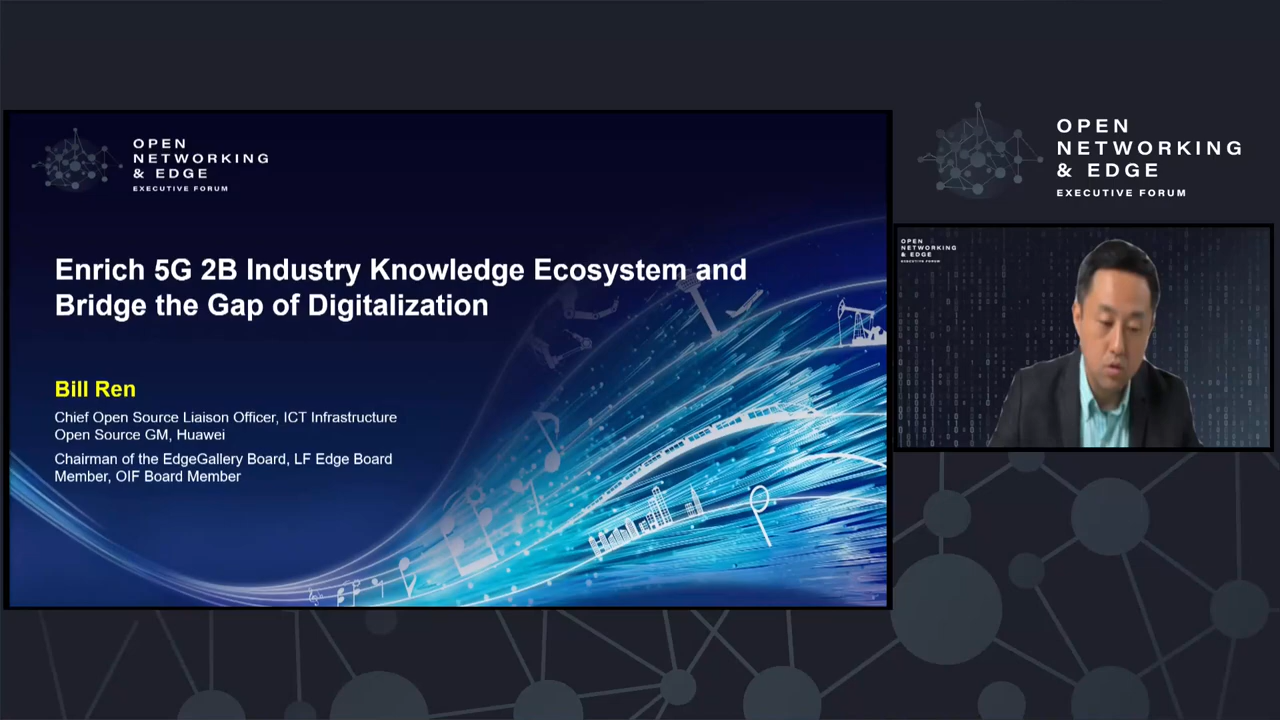 OPEN
NETWORKING
& EDGE
EXECUTIVE FORUM
Enrich 5G 2B Industry Knowledge Ecosystem and
Bridge the Gap of Digitalization
Bill Ren
Chief Open Source Liaison Officer, ICT Infrastructure
Open Source GM, Huawei
Chairman of the EdgeGallery Board, LF Edge Board
Member, OIF Board Member
OPEN
NETWORKING
& EDGE
EXECUTIVE FORUM
OPEN
NETWORKING
& EDGE
EXECUTIVE FORUM